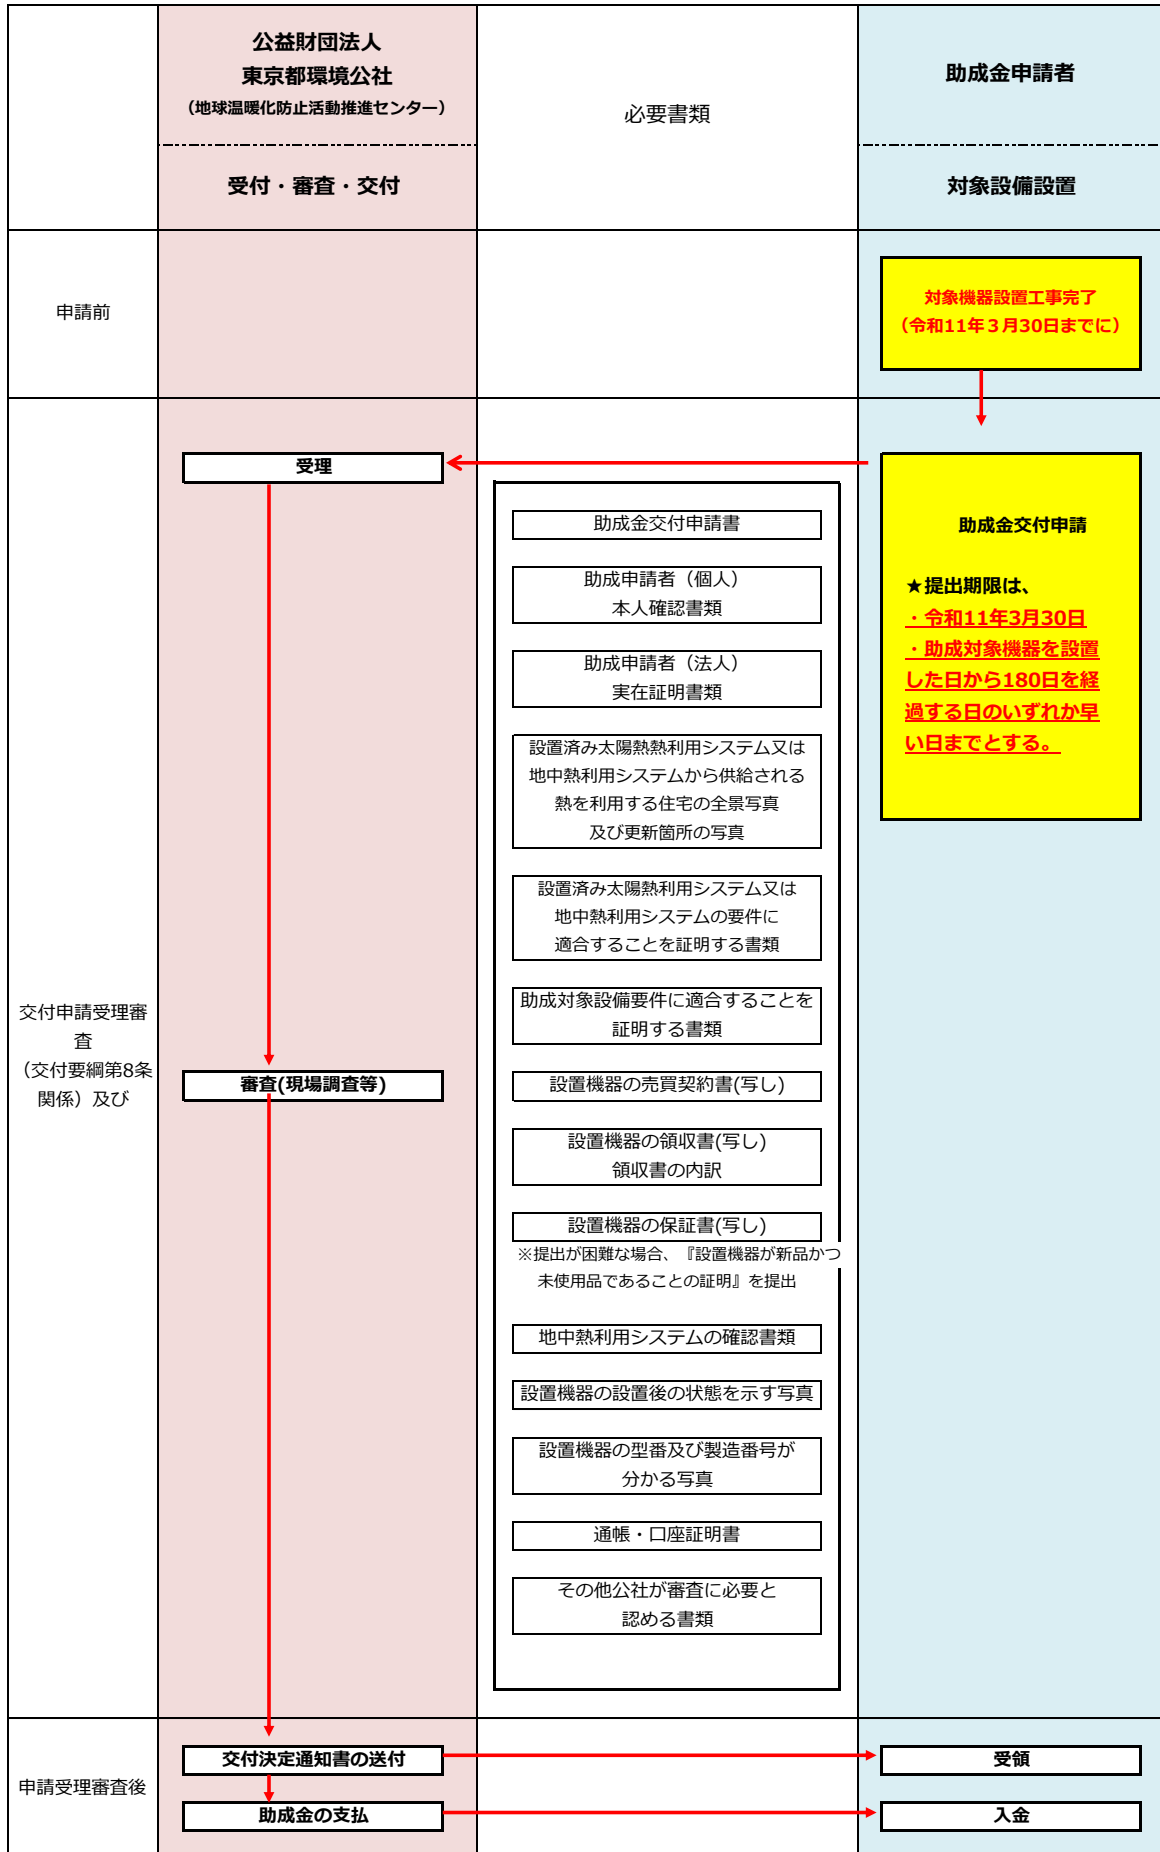 公益財団法人
東京都環境公社
（地球温暖化防止活動推進センター）
受付・審査・交付
必要書類
助成金申請者
対象設備設置
申請前
対象機器設置工事完了
（令和11年３月30日までに）
交付申請受理審
査
（交付要綱第8条
関係）及び
受理
審査(現場調査等)
助成金交付申請書
助成申請者（個人）
本人確認書類
助成申請者（法人）
実在証明書類
設置済み太陽熱熱利用システム又は
地中熱利用システムから供給される
熱を利用する住宅の全景写真
及び更新箇所の写真
設置済み太陽熱利用システム又は
地中熱利用システムの要件に
適合することを証明する書類
助成対象設備要件に適合することを
証明する書類
設置機器の売買契約書(写し)
設置機器の領収書(写し)
領収書の内訳
設置機器の保証書(写し)
※提出が困難な場合、『設置機器が新品かつ
未使用品であることの証明』を提出
地中熱利用システムの確認書類
設置機器の設置後の状態を示す写真
設置機器の型番及び製造番号が
分かる写真
通帳・口座証明書
その他公社が審査に必要と
認める書類
助成金交付申請
★提出期限は、
・令和11年3月30日
・助成対象機器を設置
した日から180日を経
過する日のいずれか早
い日までとする。
申請受理審査後
交付決定通知書の送付
受領
助成金の支払
入金